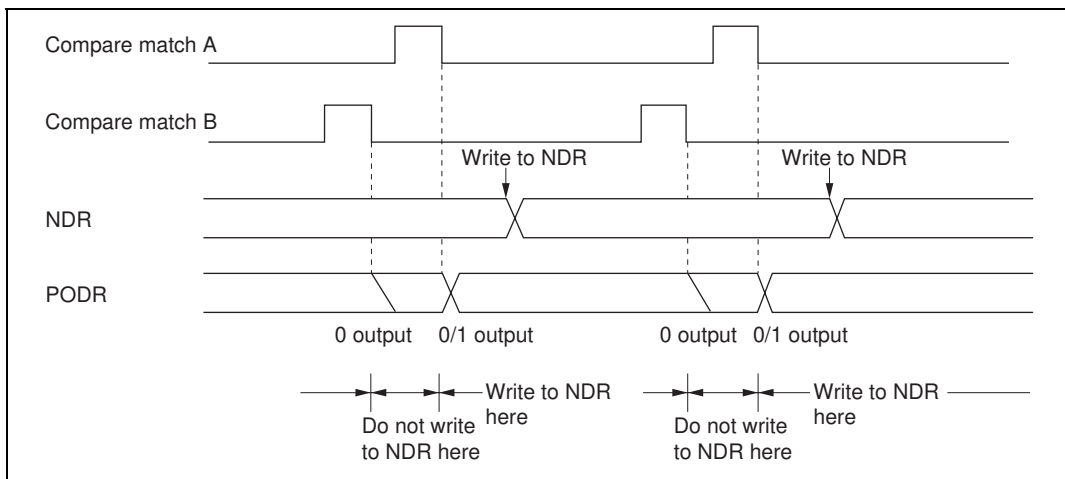 Compare match A
Compare match B
Write to NDR
Write to NDR
NDR
PODR
0 output
0/1 output
0 output
0/1 output
Write to NDR
here
Do not write
to NDR here
Write to NDR
here
Do not write
to NDR here